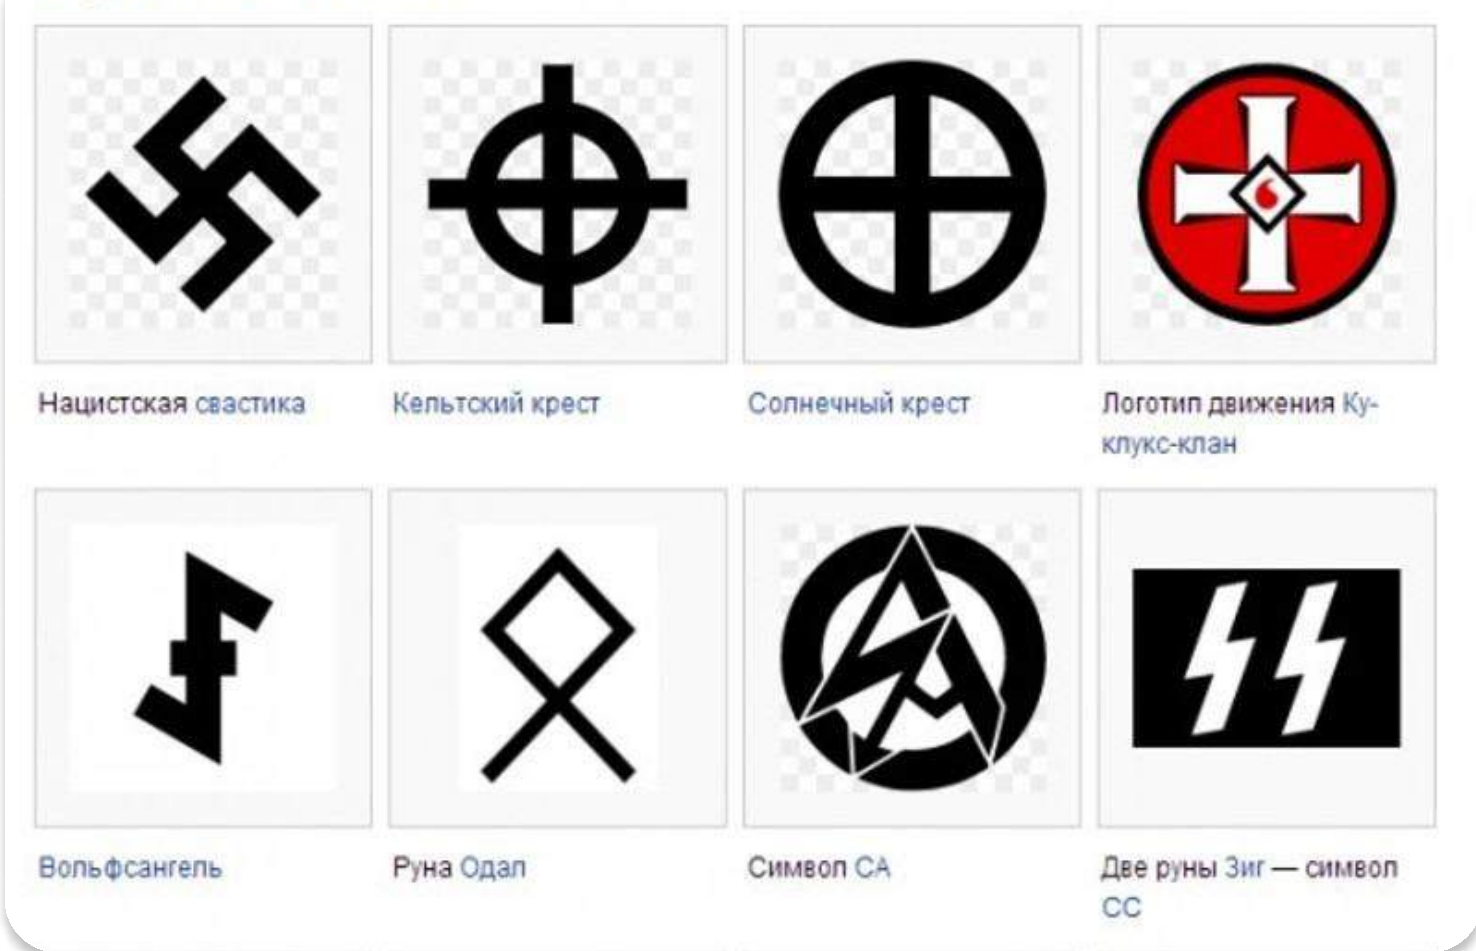 Нацистская свастика
Кельтский крест
Солнечный крест
Логотип движения Ку-
клукс-клан
Вольфсангель
Руна Одал
Символ СА
Две руны Зиг — символ
СС